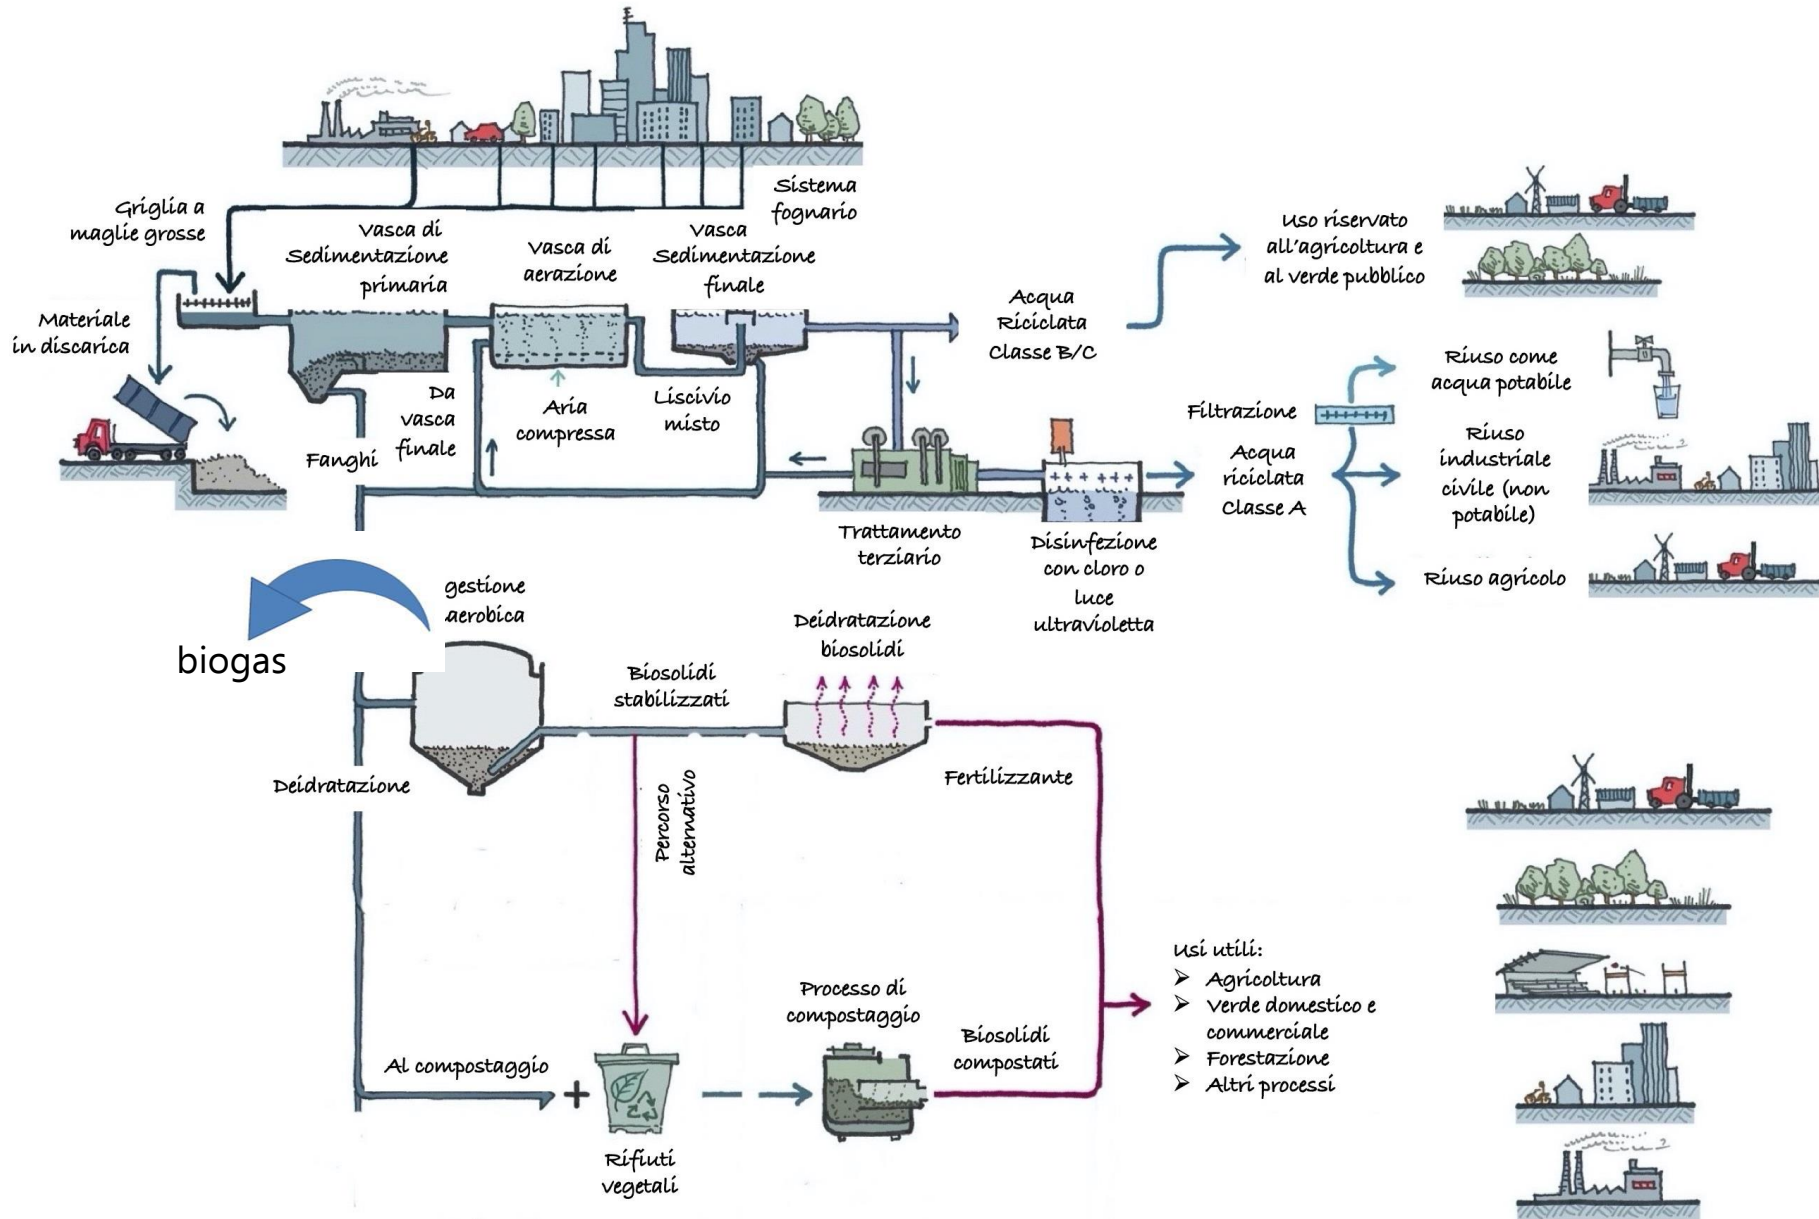 Sistema
fognario
Griglia a
maglie grosse
Vasca di
Sedimentazione
primaria
Vasca di
aerazione
Vasca
Sedimentazione
finale
Materiale
in discarica
Fanghi
Da
vasca
finale
Aria
compressa
Liscivio
misto
Acqua
Riciclata
Classe B/C
Uso riservato
all'agricoltura e
al verde pubblico
Filtrazione
Riuso come
acqua potabile
Acqua
riciclata
Classe A
Riuso
industriale
civile (non
potabile)
Riuso agricolo
Trattamento
terziario
Disinfezione
con cloro o
luce
ultravioletta
gestione
aerobica
biogas
Biosolidi
stabilizzati
Deidratazione
biosolidi
Deidratazione
Percorso
alternativo
Fertilizzante
Al compostaggio
+
Rifiuti
vegetali
Processo di
compostaggio
Biosolidi
compostati
Usi utili:
➢ Agricoltura
➢ Verde domestico e
commerciale
➢ Forestazione
➢ Altri processi